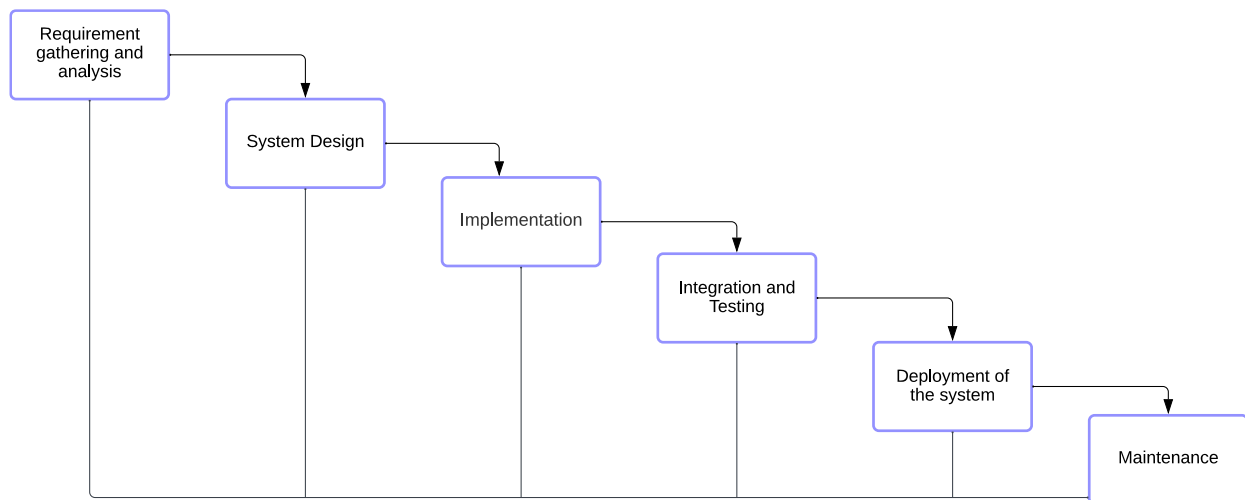 Requirement
gathering and
analysis
System Design
Implementation
Integration and
Testing
Deployment of
the system
Maintenance